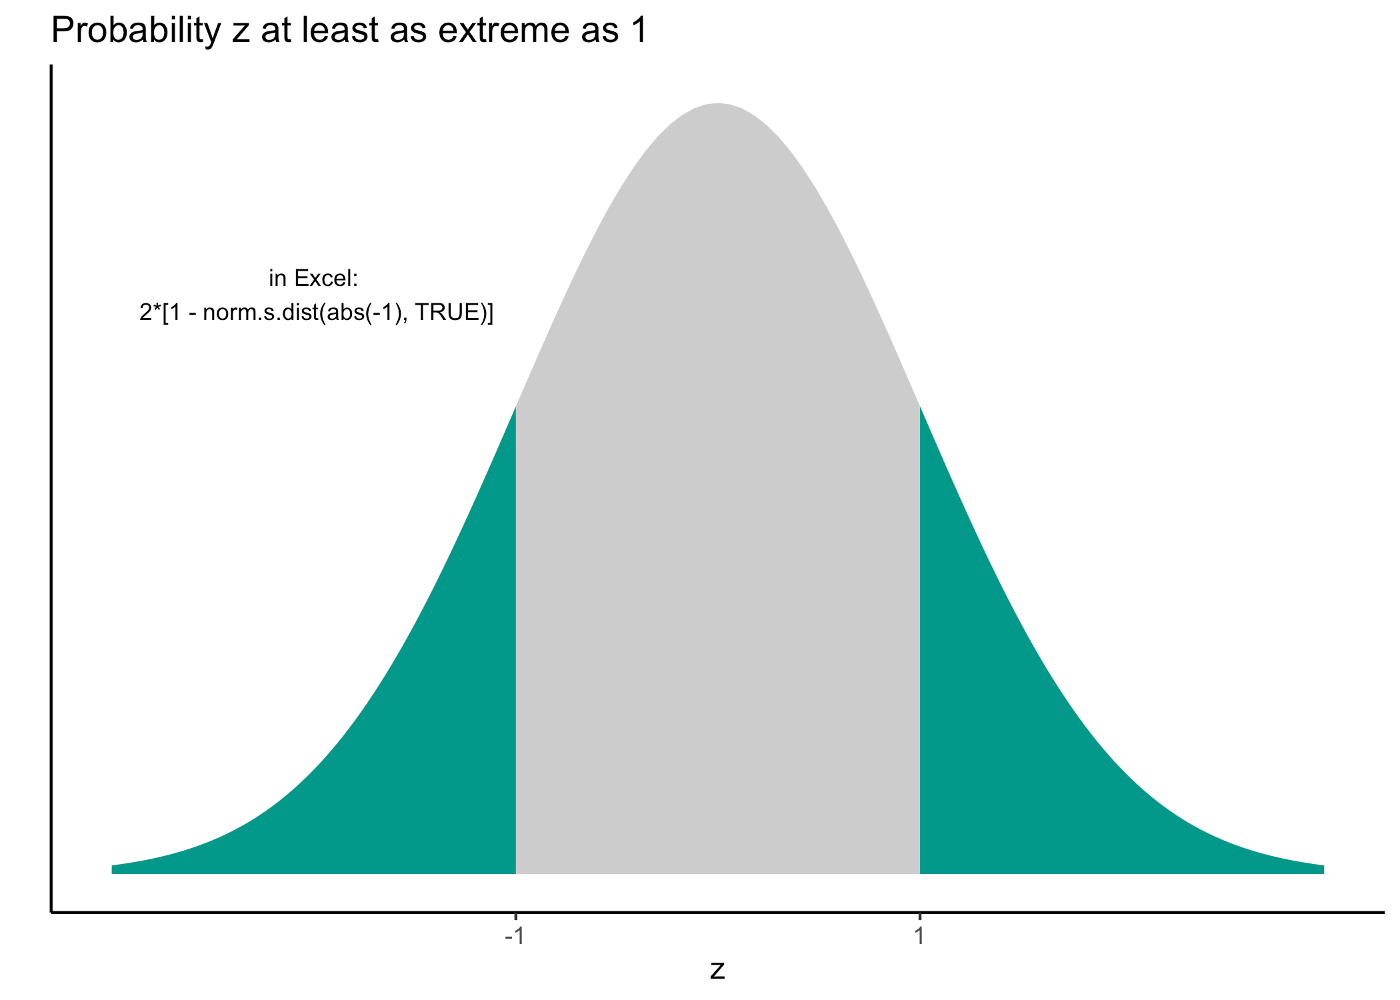 Probability z at least as extreme as 1
in Excel:
2*[1 - norm.s.dist(abs(-1), TRUE)]
-1
1
z